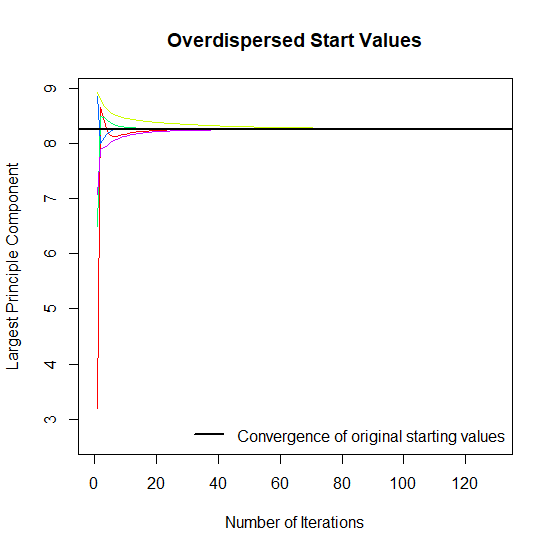 Overdispersed Start Values
Largest Principle Component
9
8
7
6
5
4
3
Convergence of original starting values
0 20 40 60 80 100 120
Number of Iterations